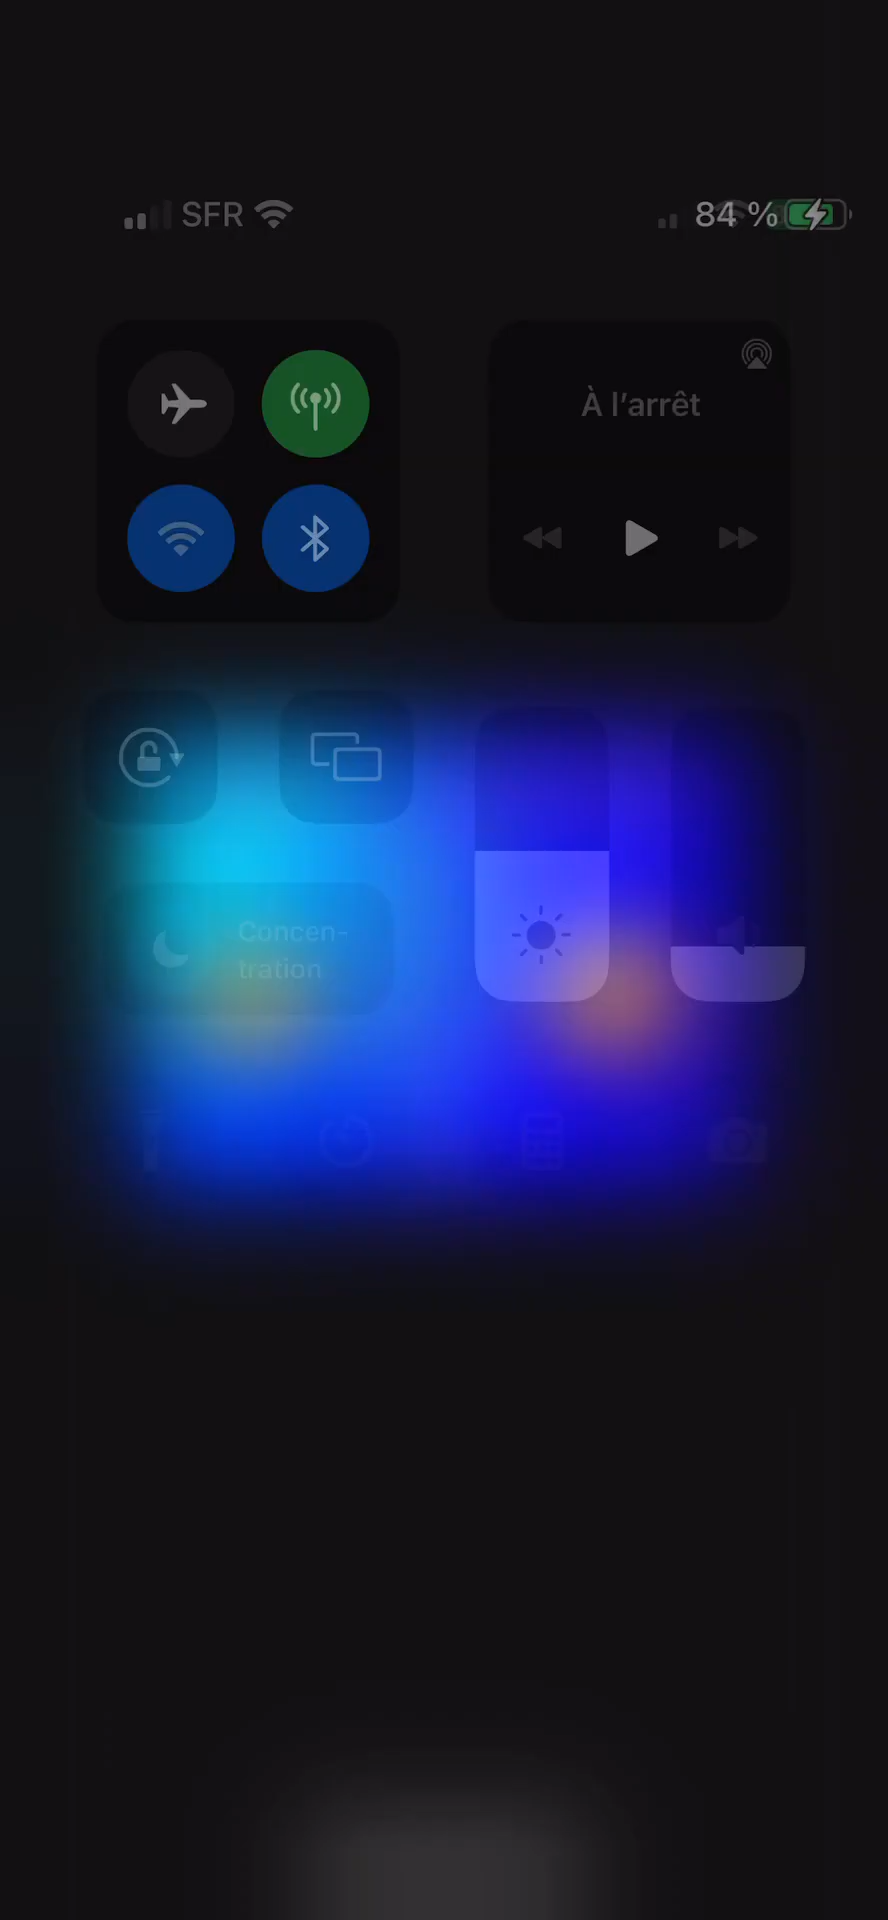 SFR 84 %
À l'arrêt
Concen-
tration